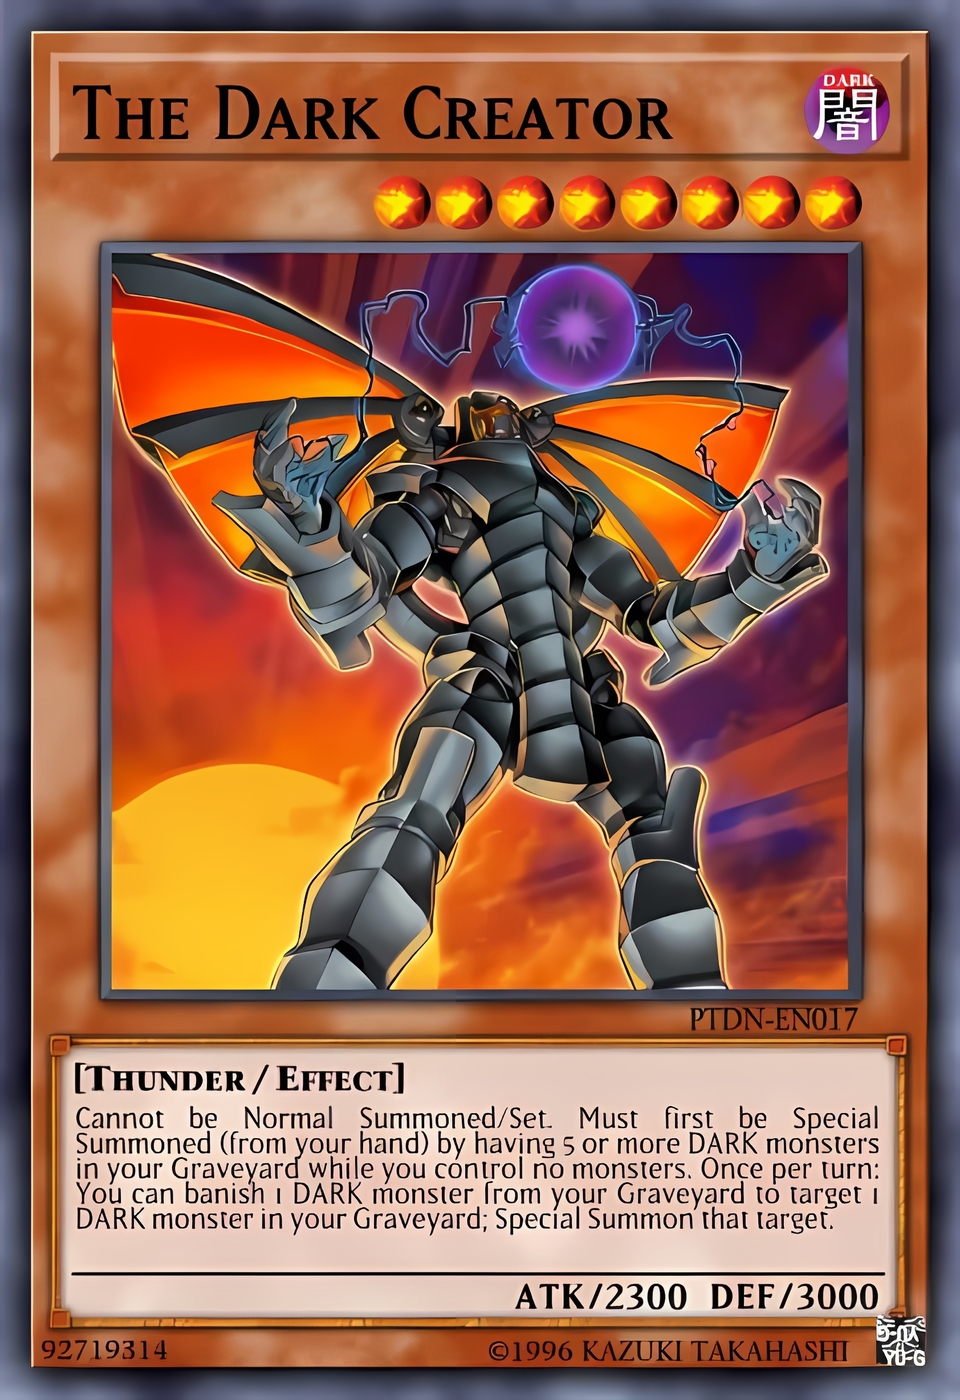 THE DARK CREATOR
DARK
闇
PTDN-EN017
[THUNDER / EFFECT]
Cannot be Normal Summoned/Set. Must first be Special
Summoned (from your hand) by having 5 or more DARK monsters
in your Graveyard while you control no monsters. Once per turn:
You can banish 1 DARK monster from your Graveyard to target 1
DARK monster in your Graveyard; Special Summon that target.
ATK/2300 DEF/3000
92719314
©1996 KAZUKI TAKAHASHI